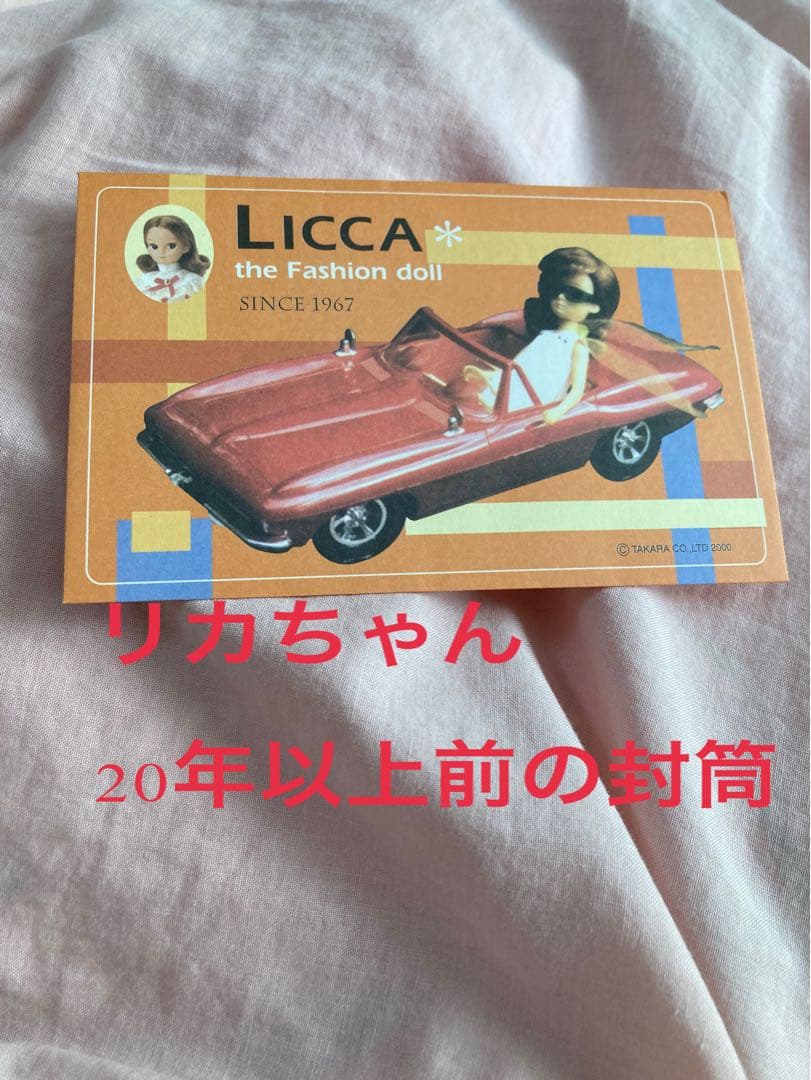 LICCA*
the Fashion doll
SINCE 1967
© TAKARA CO.,LTD 2000
リカちゃん
20年以上前の封筒